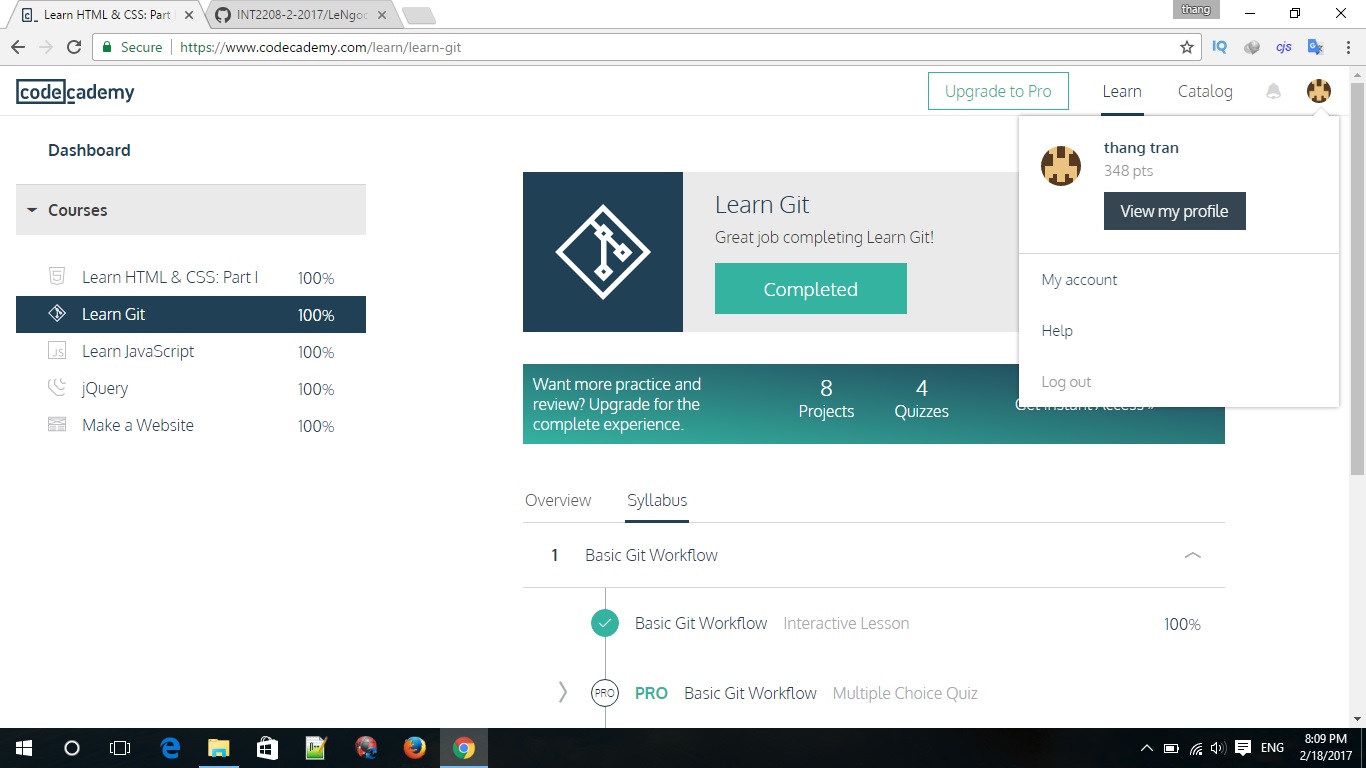 Learn HTML & CSS: Part
INT2208-2-2017/LeNgoc
thang
Secure
https://www.codecademy.com/learn/learn-git
IQ
cjs
codecademy
Upgrade to Pro
Learn
Catalog
Dashboard
thang tran
348 pts
View my profile
My account
Help
Log out
Courses
Learn HTML & CSS: Part I 100%
Learn Git 100%
JS Learn JavaScript 100%
jQuery 100%
Make a Website 100%
Learn Git
Great job completing Learn Git!
Completed
Want more practice and
review? Upgrade for the
complete experience.
8
Projects
4
Quizzes
Get Instant Access »
Overview
Syllabus
1 Basic Git Workflow
Basic Git Workflow Interactive Lesson 100%
PRO PRO Basic Git Workflow Multiple Choice Quiz
ENG
8:09 PM
2/18/2017